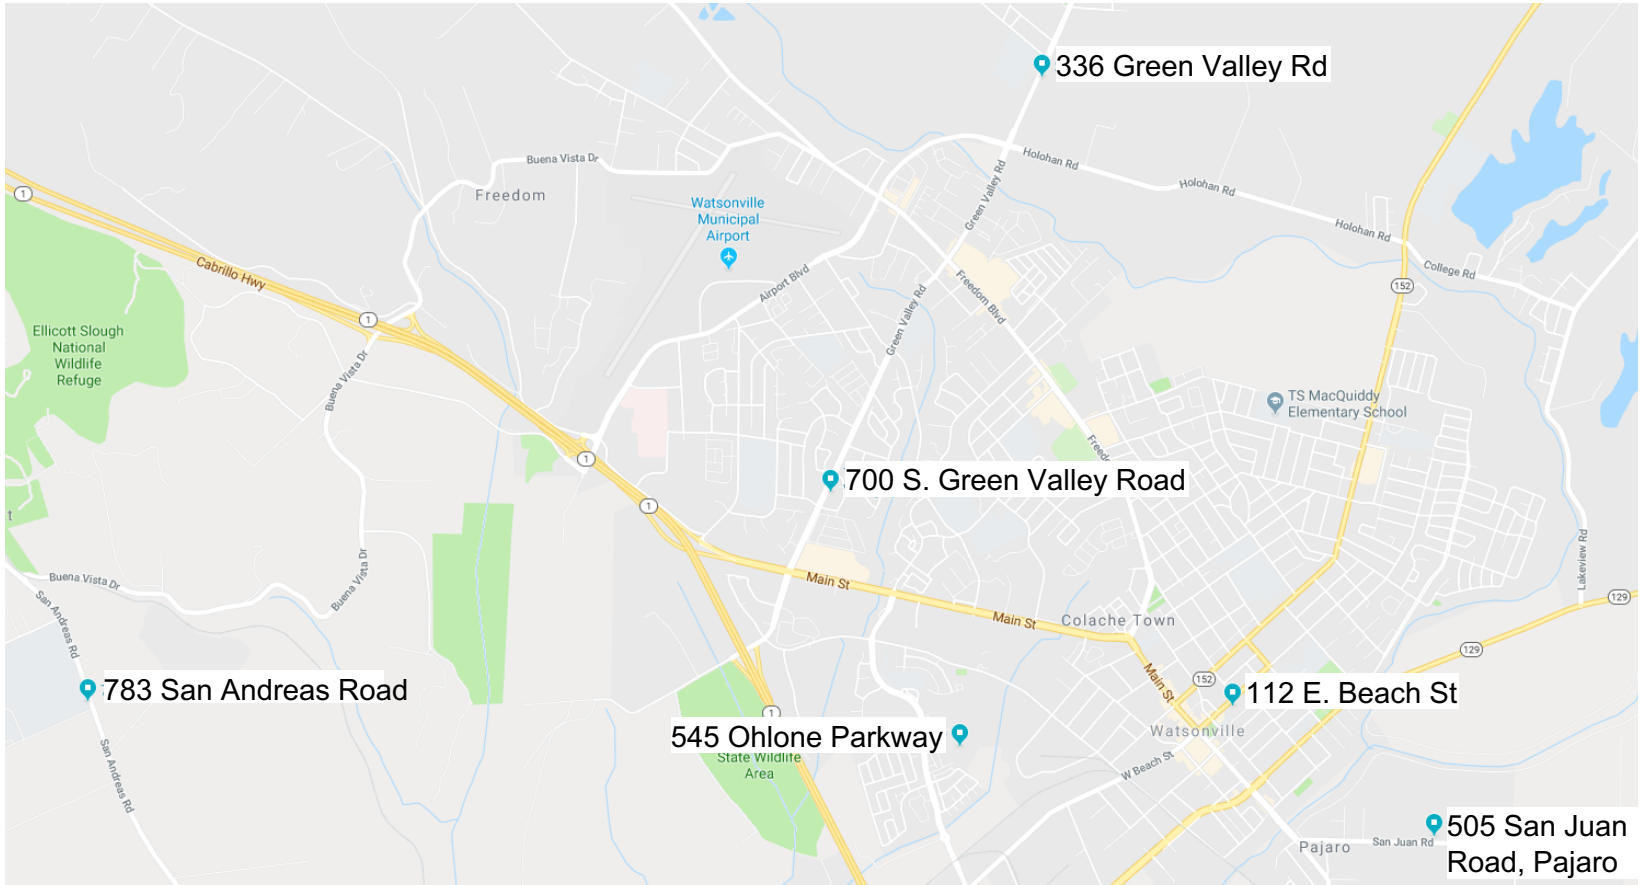 336 Green Valley Rd
Holohan Rd
Buena Vista Dr
Holohan Rd
1
Freedom
Green Valley Rd
Watsonville
Municipal
Airport
Holohan Rd
Cabrillo Hwy
College Rd
Airport Blvd
Freedom Blvd
152
Green Valley Rd
1
Ellicott Slough
National
Wildlife
Refuge
Buena Vista Dr
TS MacQuiddy
Elementary School
Freedo
1
700 S. Green Valley Road
1
t
Lakeview Rd
Buena Vista Dr
Buena Vista Dr
Main St
129
San Andreas Rd
Main St
Colache Town
129
783 San Andreas Road
Main St
152
112 E. Beach St
1
545 Ohlone Parkway
Watsonville
State Wildlife
Area
W Beach St
San Andreas Rd
505 San Juan
Road, Pajaro
Pajaro
San Juan Rd